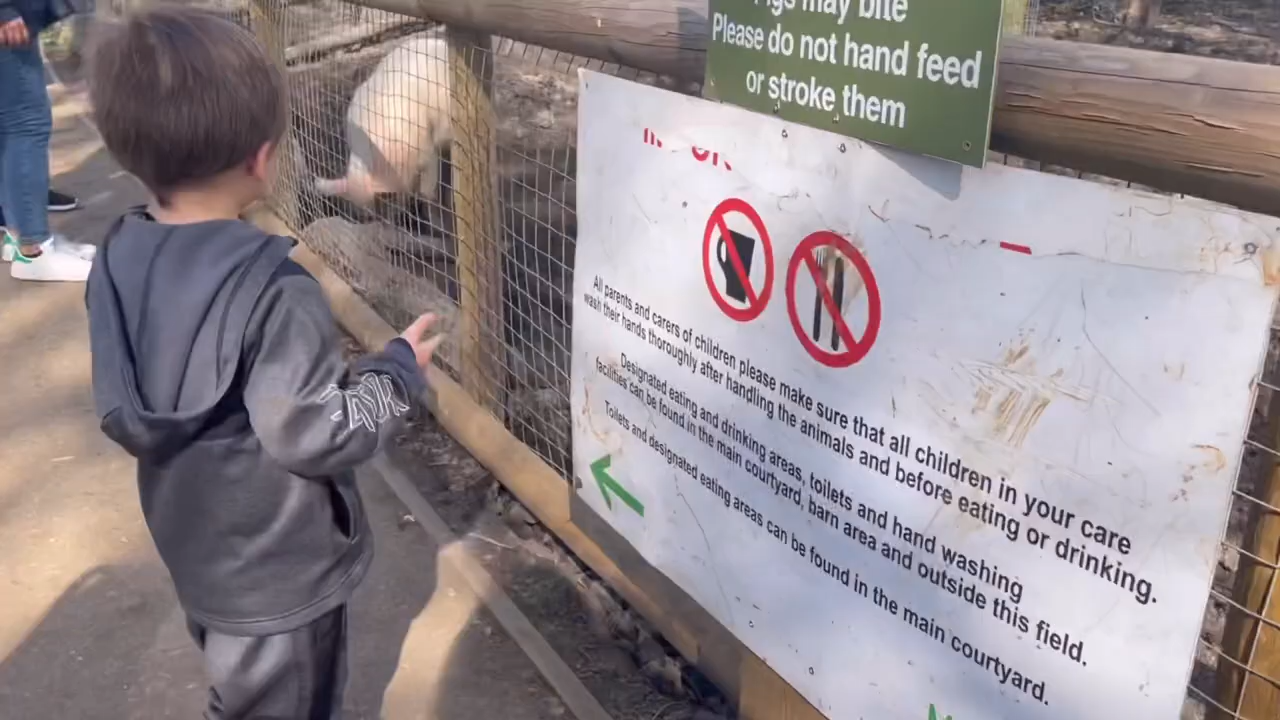 Pigs may bite
Please do not hand feed
or stroke them
All parents and carers of children please make sure that all children in your care
wash their hands thoroughly after handling the animals and before eating or drinking.
Designated eating and drinking areas, toilets and hand washing
facilities can be found in the main courtyard, barn area and outside this field.
Toilets and designated eating areas can be found in the main courtyard.